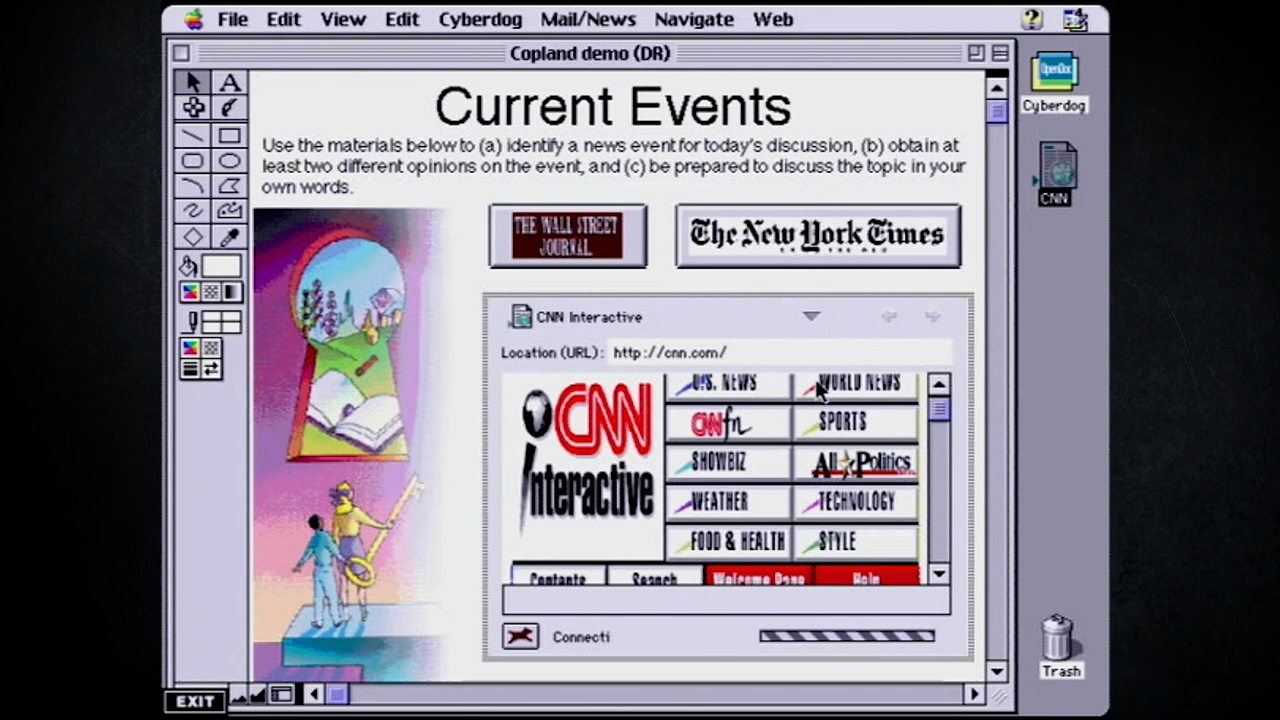 File Edit View Edit Cyberdog Mail/News Navigate Web
Copland demo (DR)
OpenDoc
Cyberdog
CNN
A
Current Events
Use the materials below to (a) identify a news event for today's discussion, (b) obtain at
least two different opinions on the event, and (c) be prepared to discuss the topic in your
own words.
THE WALL STREET
JOURNAL.
The New York Times
CNN Interactive
Location (URL): http://cnn.com/
CNN
Interactive
U.S. NEWS
WORLD NEWS
CNNfn
SPORTS
SHOWBIZ
AllPolitics
WEATHER
TECHNOLOGY
FOOD & HEALTH
STYLE
Contents
Search
Welcome Page
Help
Connecti
Trash
EXIT